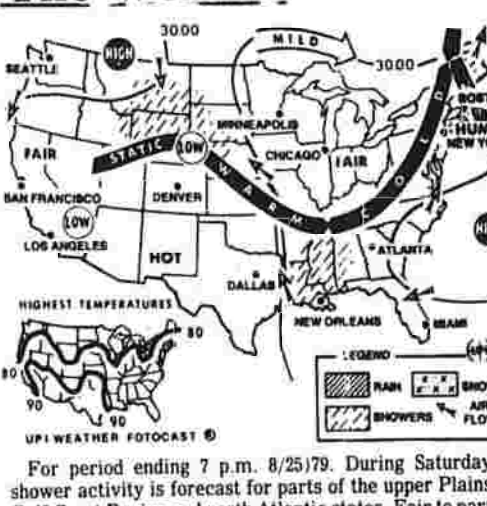 30.00
HIGH
MILD
SEATTLE
30.00
COLD
BOST
MINNEAPOLIS
HUM
NEW YO
FAIR
STATIC
LOW
CHICAGO
FAIR
WARM
SAN FRANCISCO
DENVER
LOW
LOS ANGELES
ATLANTA
HOT
DALLAS
HIGHEST TEMPERATURES
NEW ORLEANS
MIAMI
80
80
90
90
LEGEND
RAIN
SNO
SHOWERS
AIR
FLO
UPI WEATHER FOTOCAST ©
For period ending 7 p.m. 8/25)79. During Saturday
shower activity is forecast for parts of the upper Plains